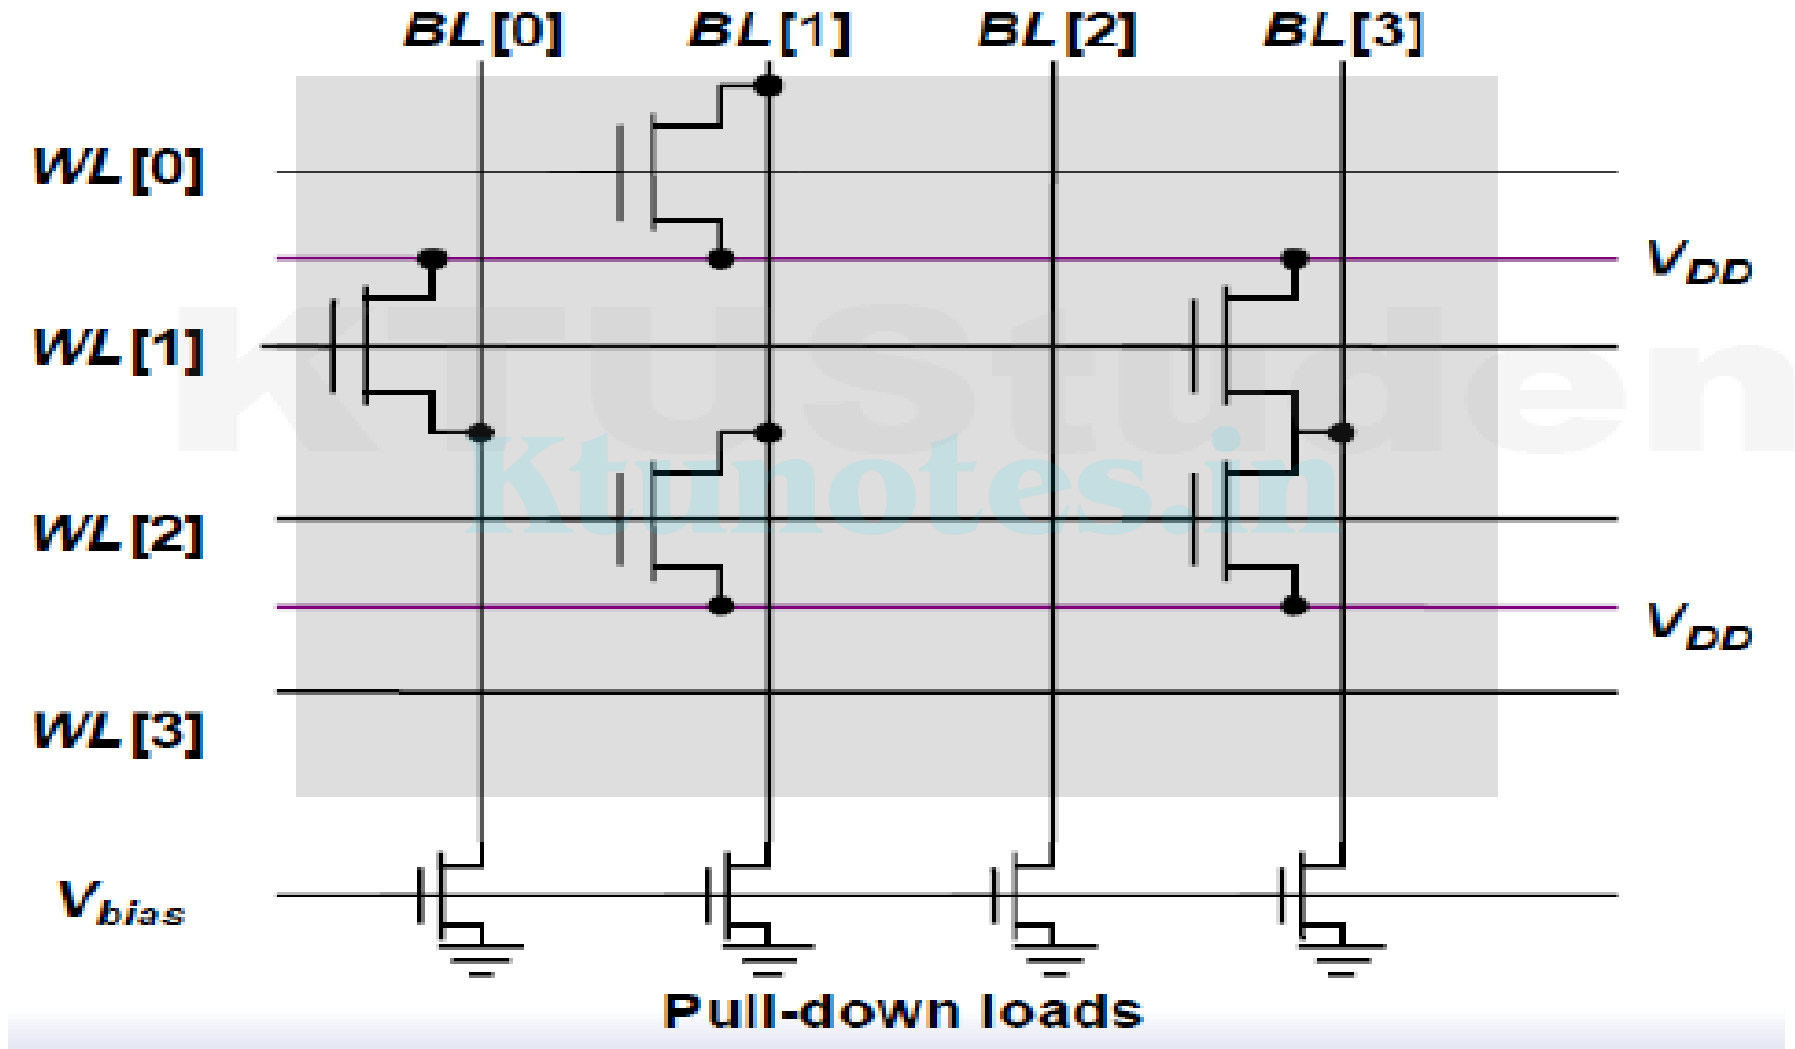 BL[0] BL[1] BL[2] BL[3]
WL[0]
VDD
WL[1]
KTUStuden
Ktunotes.in
WL[2]
VDD
WL[3]
Vbias
Pull-down loads